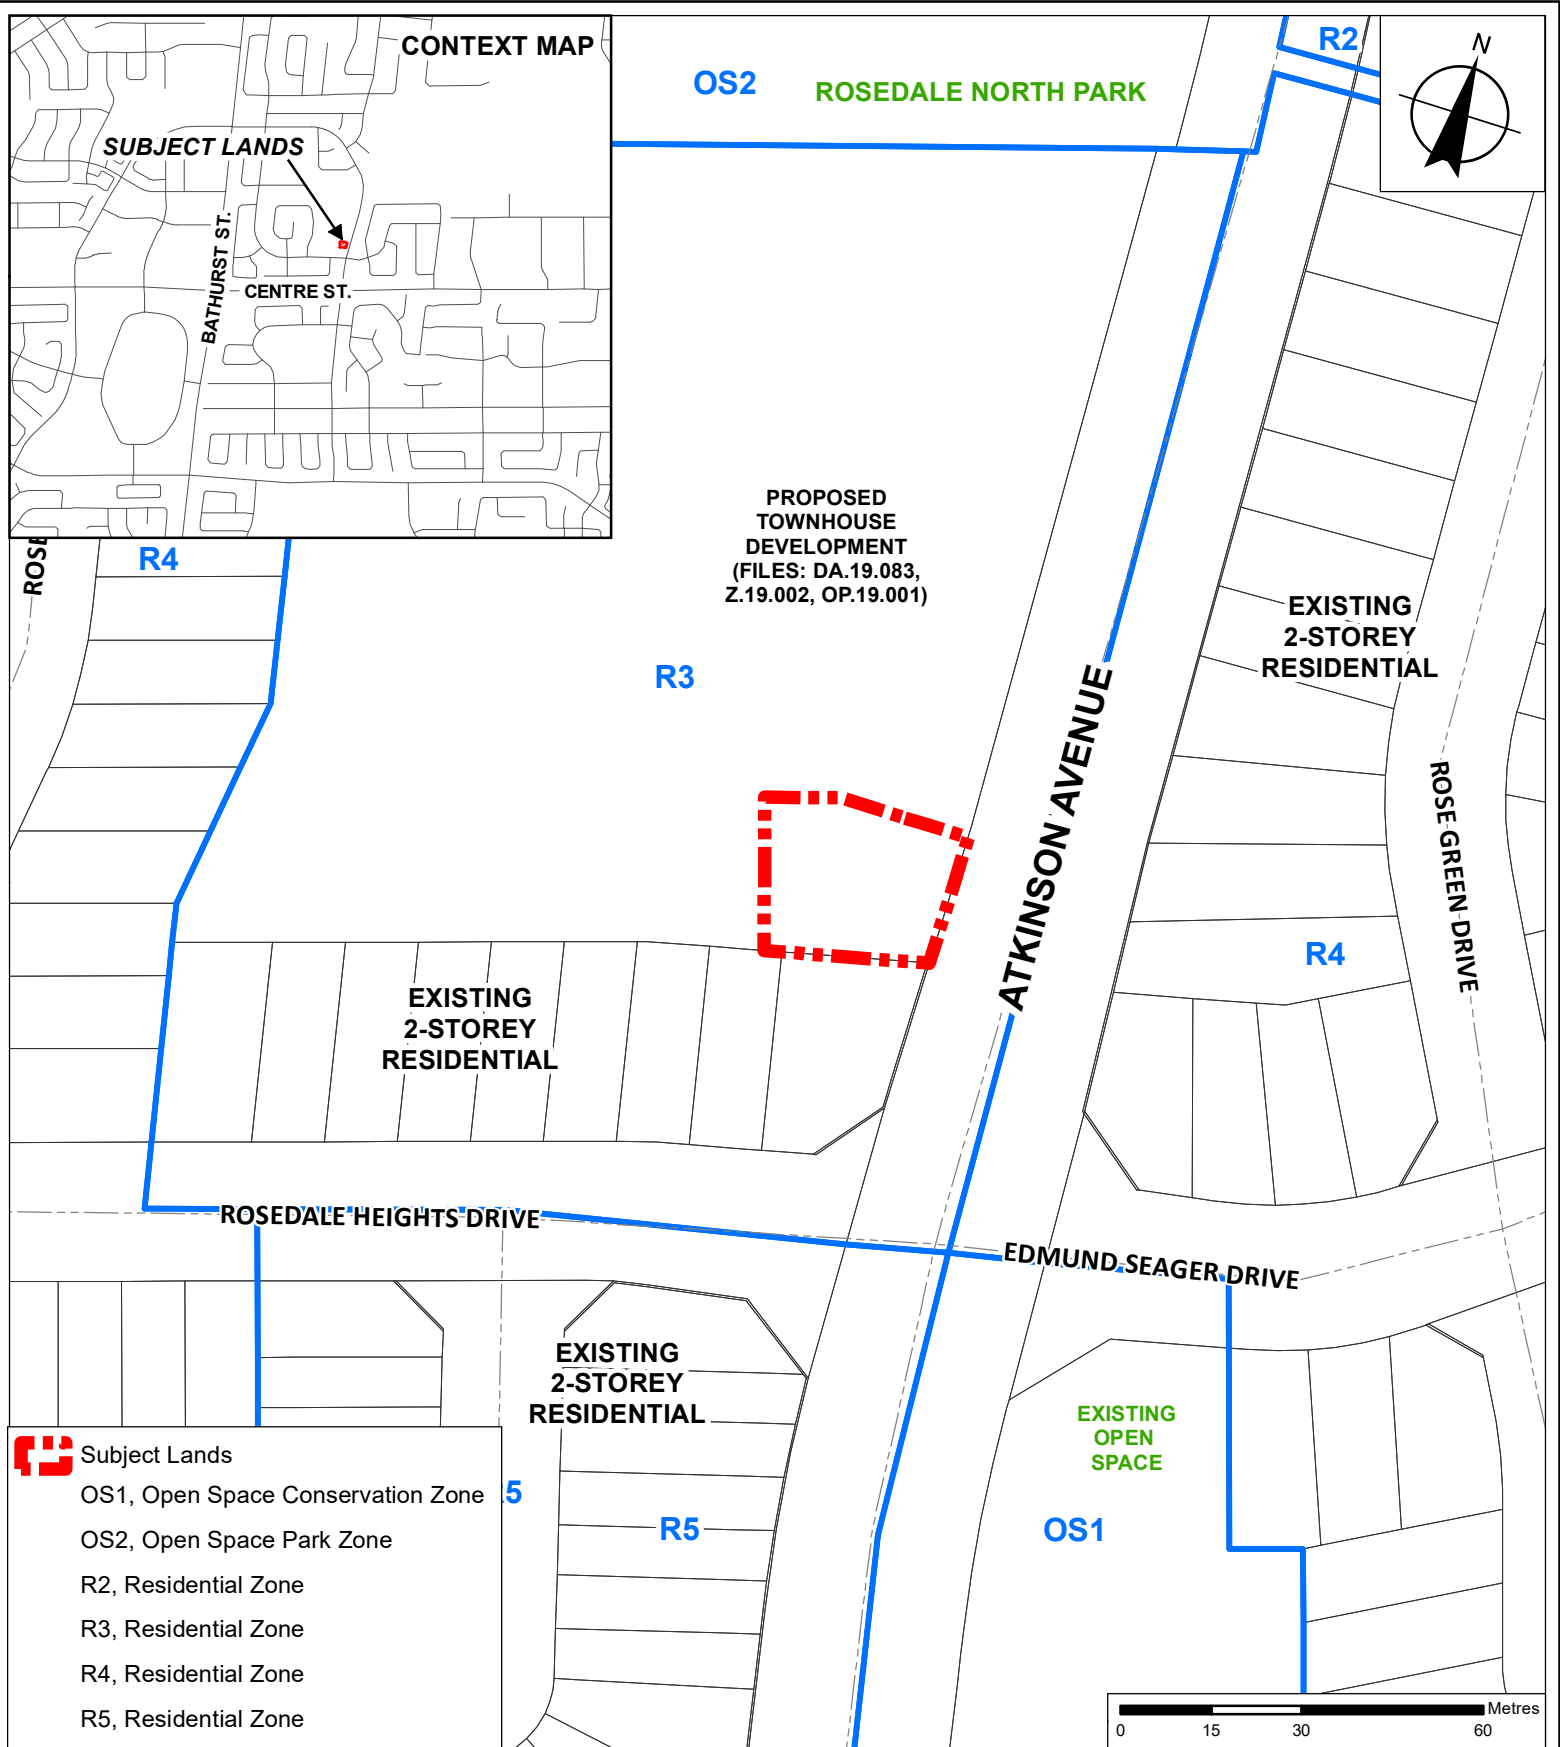 CONTEXT MAP
SUBJECT LANDS
BATHURST ST.
CENTRE ST.
OS2
ROSEDALE NORTH PARK
R2
N
ROSE
R4
PROPOSED
TOWNHOUSE
DEVELOPMENT
(FILES: DA.19.083,
Z.19.002, OP.19.001)
EXISTING
2-STOREY
RESIDENTIAL
R3
ATKINSON AVENUE
ROSE GREEN DRIVE
R4
EXISTING
2-STOREY
RESIDENTIAL
ROSEDALE HEIGHTS DRIVE
EDMUND SEAGER DRIVE
EXISTING
2-STOREY
RESIDENTIAL
EXISTING
OPEN
SPACE
5
R5
OS1
Subject Lands
OS1, Open Space Conservation Zone
OS2, Open Space Park Zone
R2, Residential Zone
R3, Residential Zone
R4, Residential Zone
R5, Residential Zone
Metres
0 15 30 60